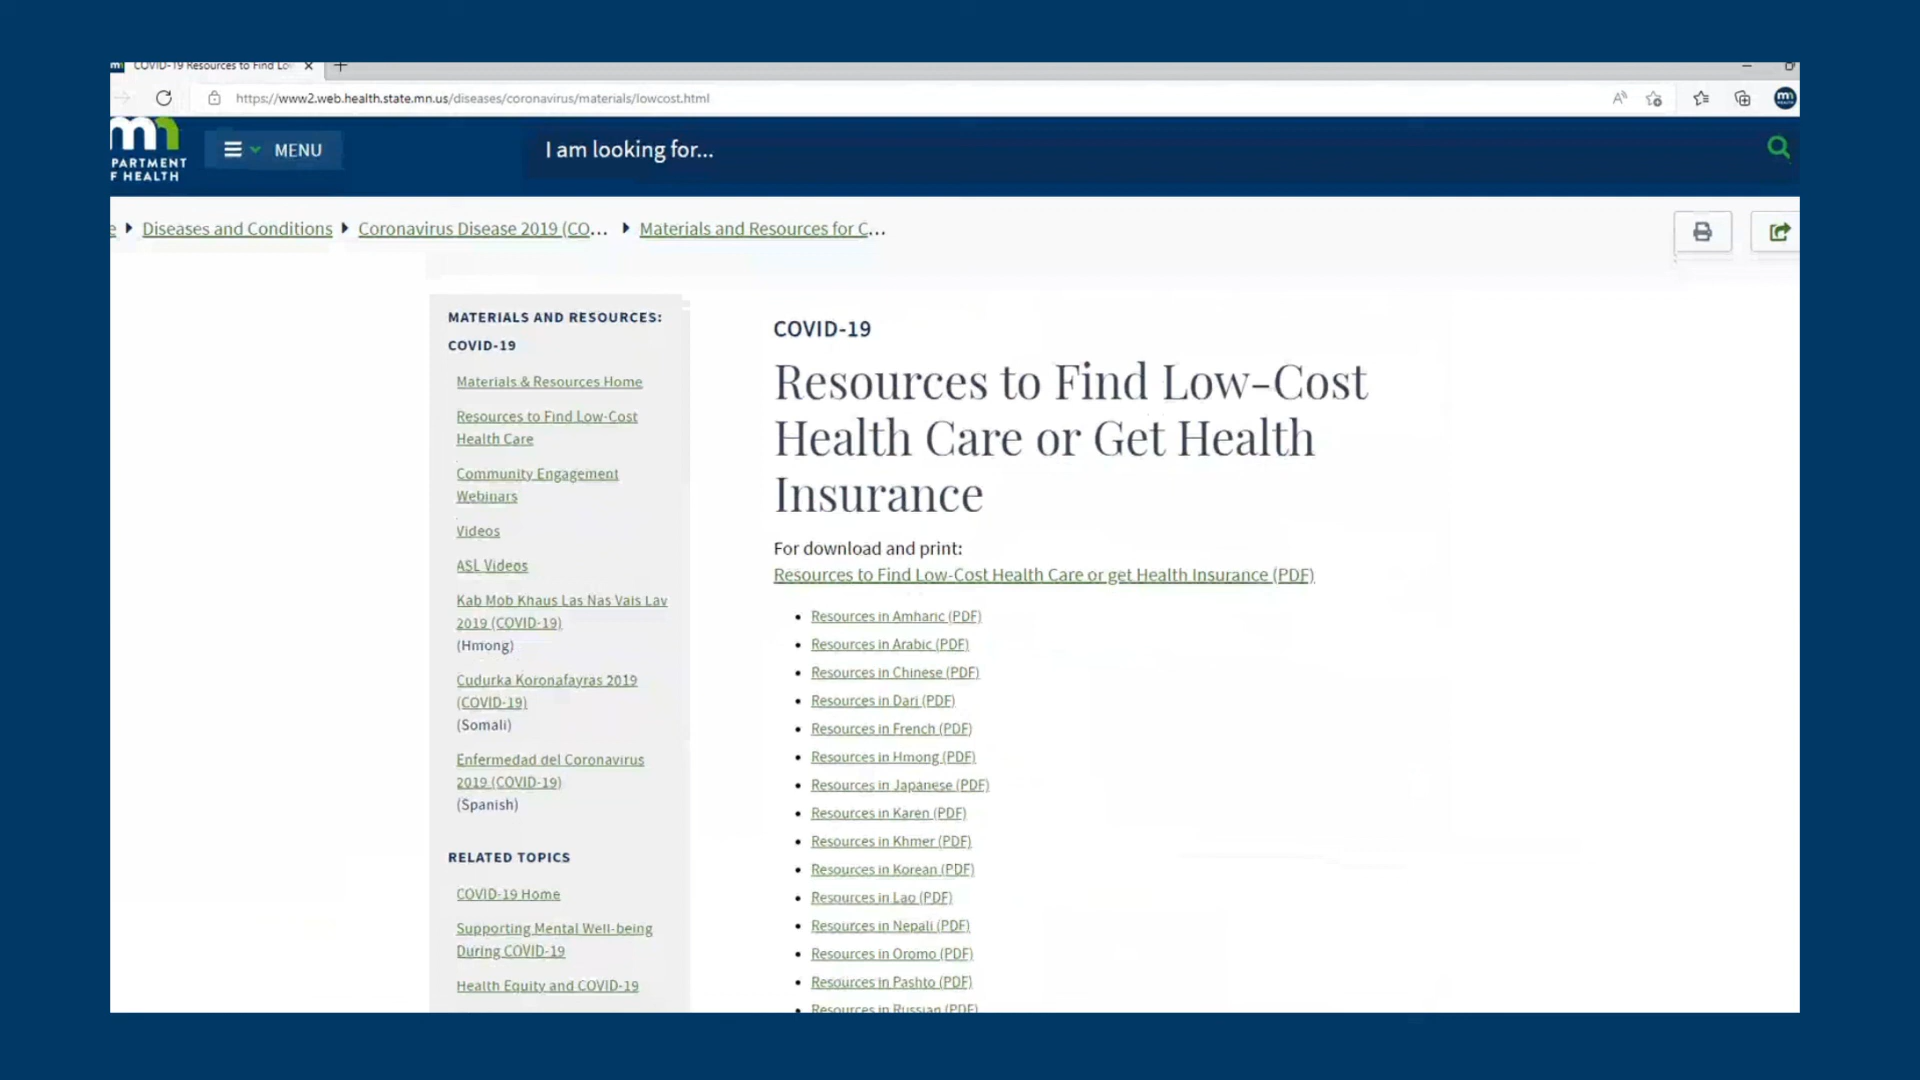 COVID-19 Resources to Find Lo
https://www2.web.health.state.mn.us/diseases/coronavirus/materials/lowcost.html
mn
PARTMENT
F HEALTH
MENU
I am looking for...
e
Diseases and Conditions
Coronavirus Disease 2019 (CO...
Materials and Resources for C...
MATERIALS AND RESOURCES:
COVID-19
Materials & Resources Home
Resources to Find Low-Cost
Health Care
Community Engagement
Webinars
Videos
ASL Videos
Kab Mob Khaus Las Nas Vais Lav
2019 (COVID-19)
(Hmong)
Cudurka Koronafayras 2019
(COVID-19)
(Somali)
Enfermedad del Coronavirus
2019 (COVID-19)
(Spanish)
RELATED TOPICS
COVID-19 Home
Supporting Mental Well-being
During COVID-19
Health Equity and COVID-19
COVID-19
Resources to Find Low-Cost
Health Care or Get Health
Insurance
For download and print:
Resources to Find Low-Cost Health Care or get Health Insurance (PDF)
Resources in Amharic (PDF)
Resources in Arabic (PDF)
Resources in Chinese (PDF)
Resources in Dari (PDF)
Resources in French (PDF)
Resources in Hmong (PDF)
Resources in Japanese (PDF)
Resources in Karen (PDF)
Resources in Khmer (PDF)
Resources in Korean (PDF)
Resources in Lao (PDF)
Resources in Nepali (PDF)
Resources in Oromo (PDF)
Resources in Pashto (PDF)
Resources in Russian (PDF)